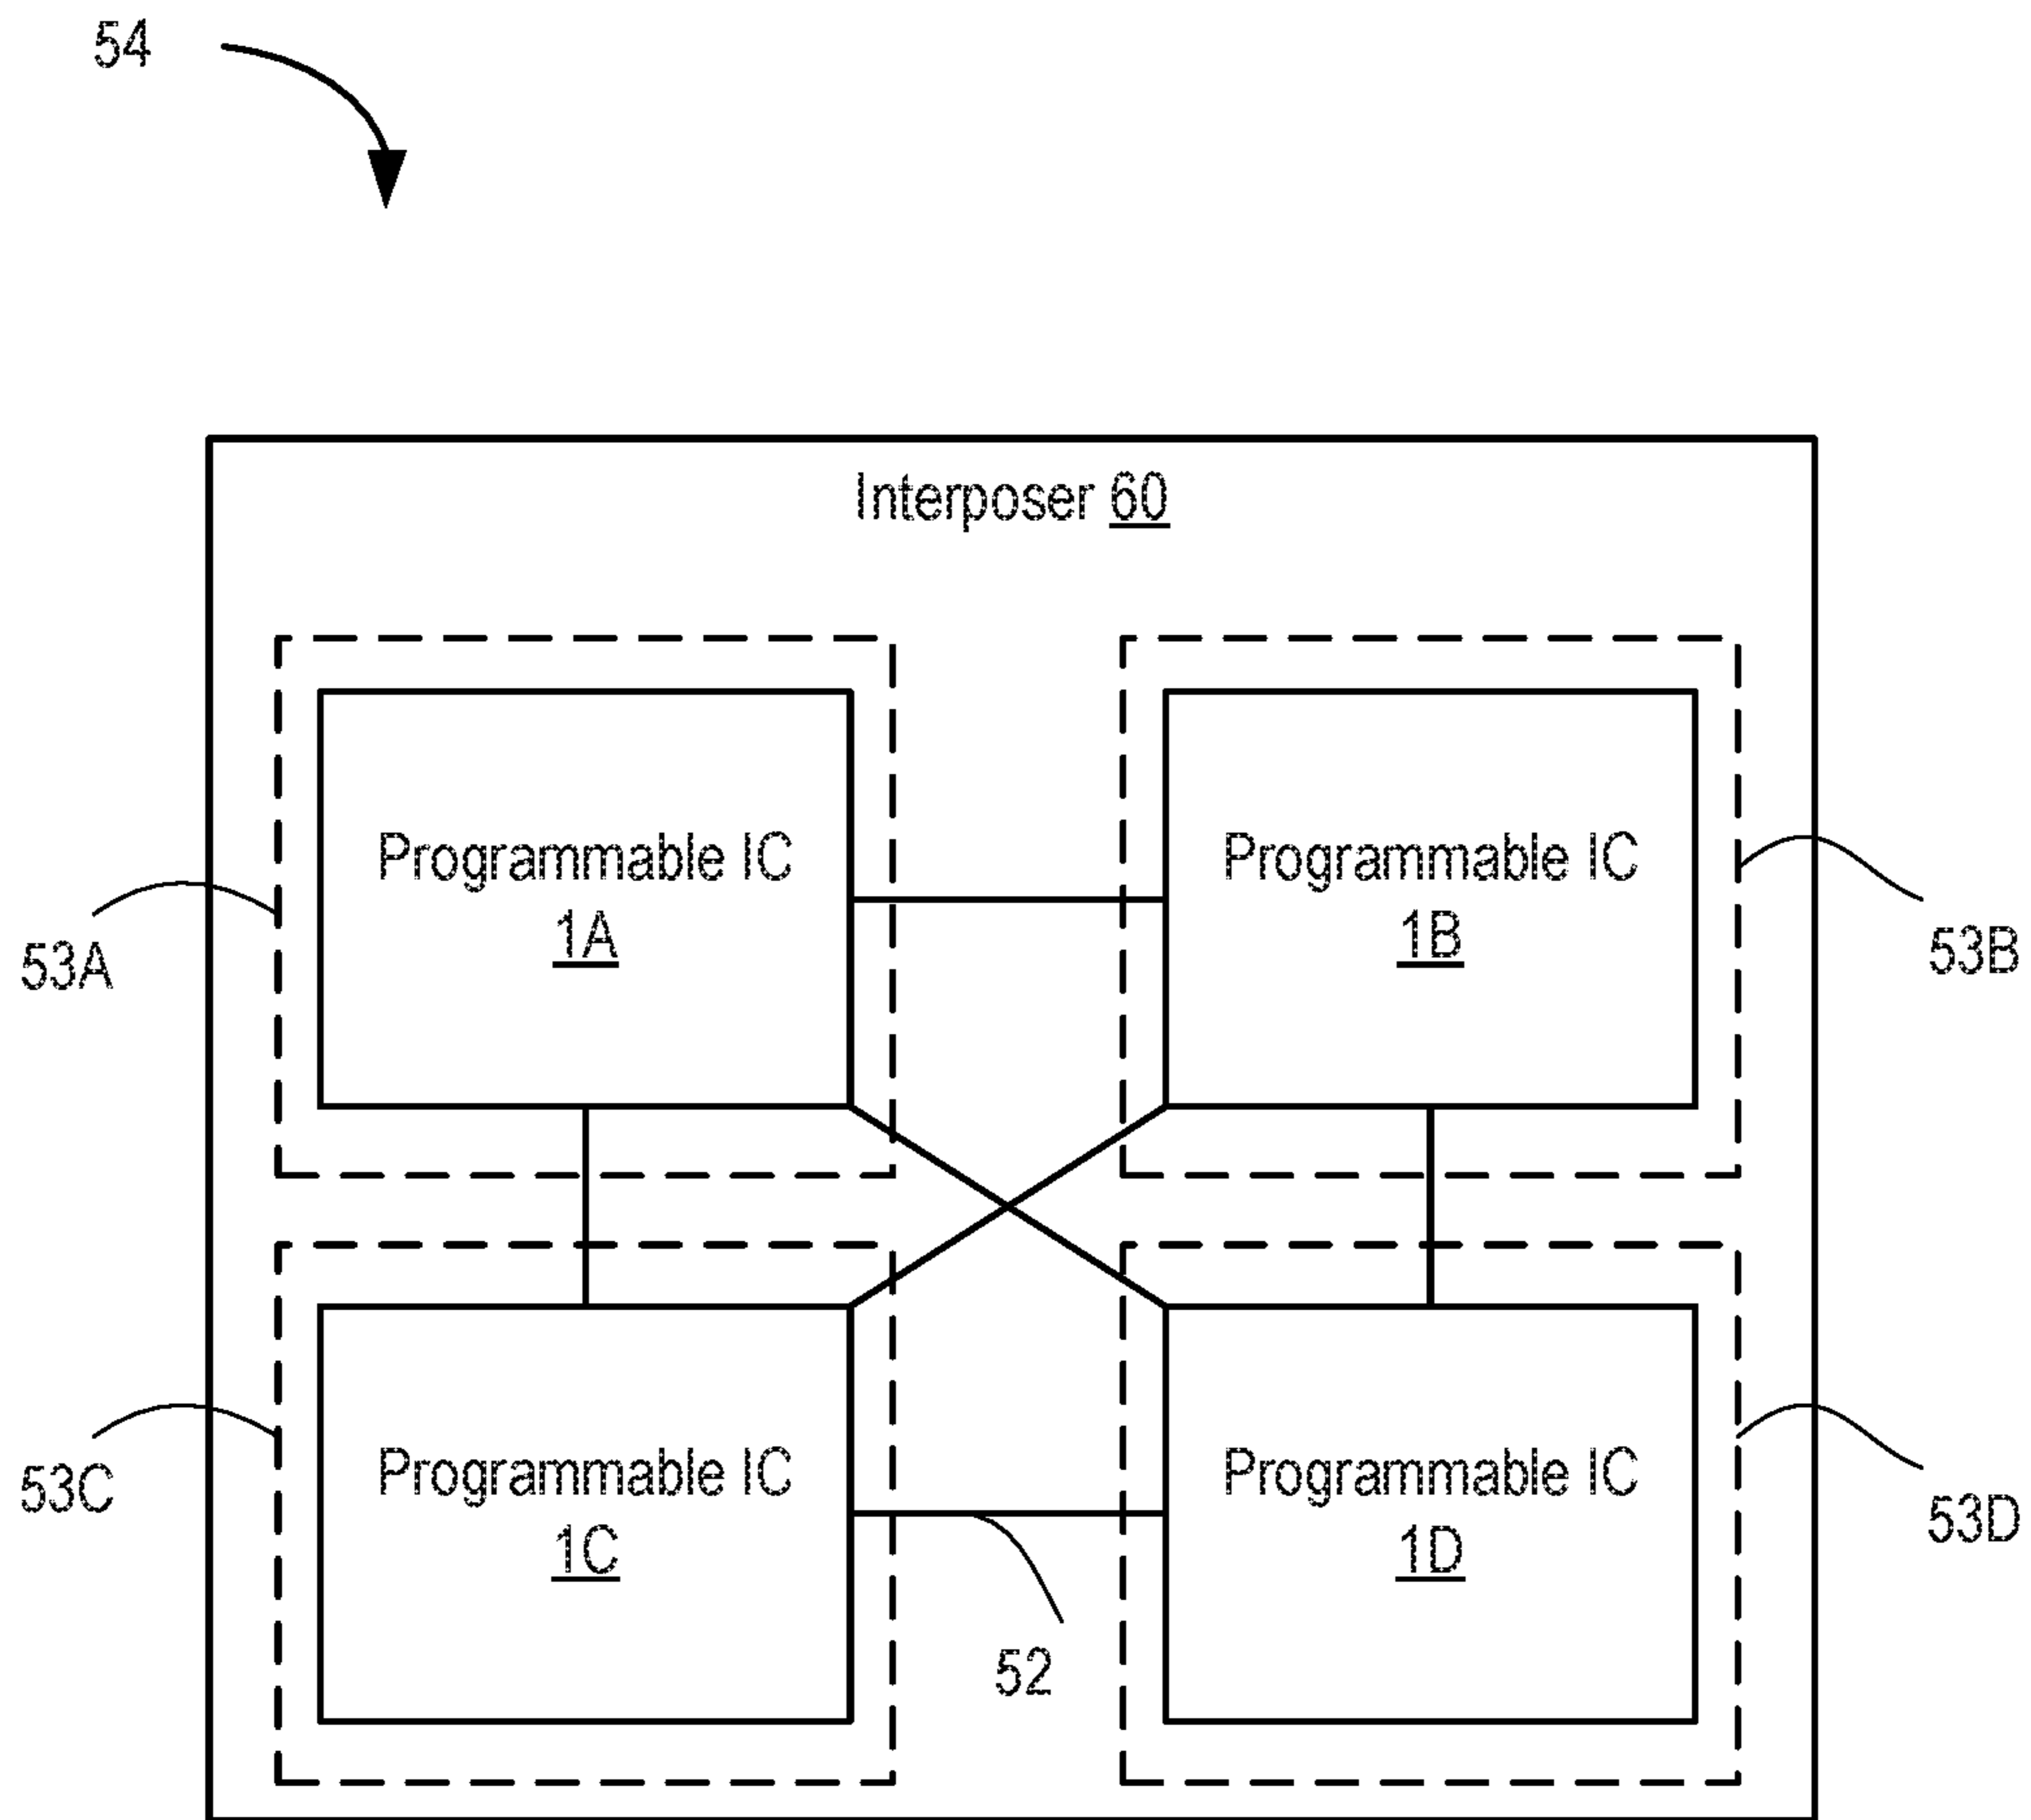 54
Interposer 60
Programmable IC
1A
Programmable IC
1B
53A
53B
Programmable IC
1C
Programmable IC
1D
53C
53D
52